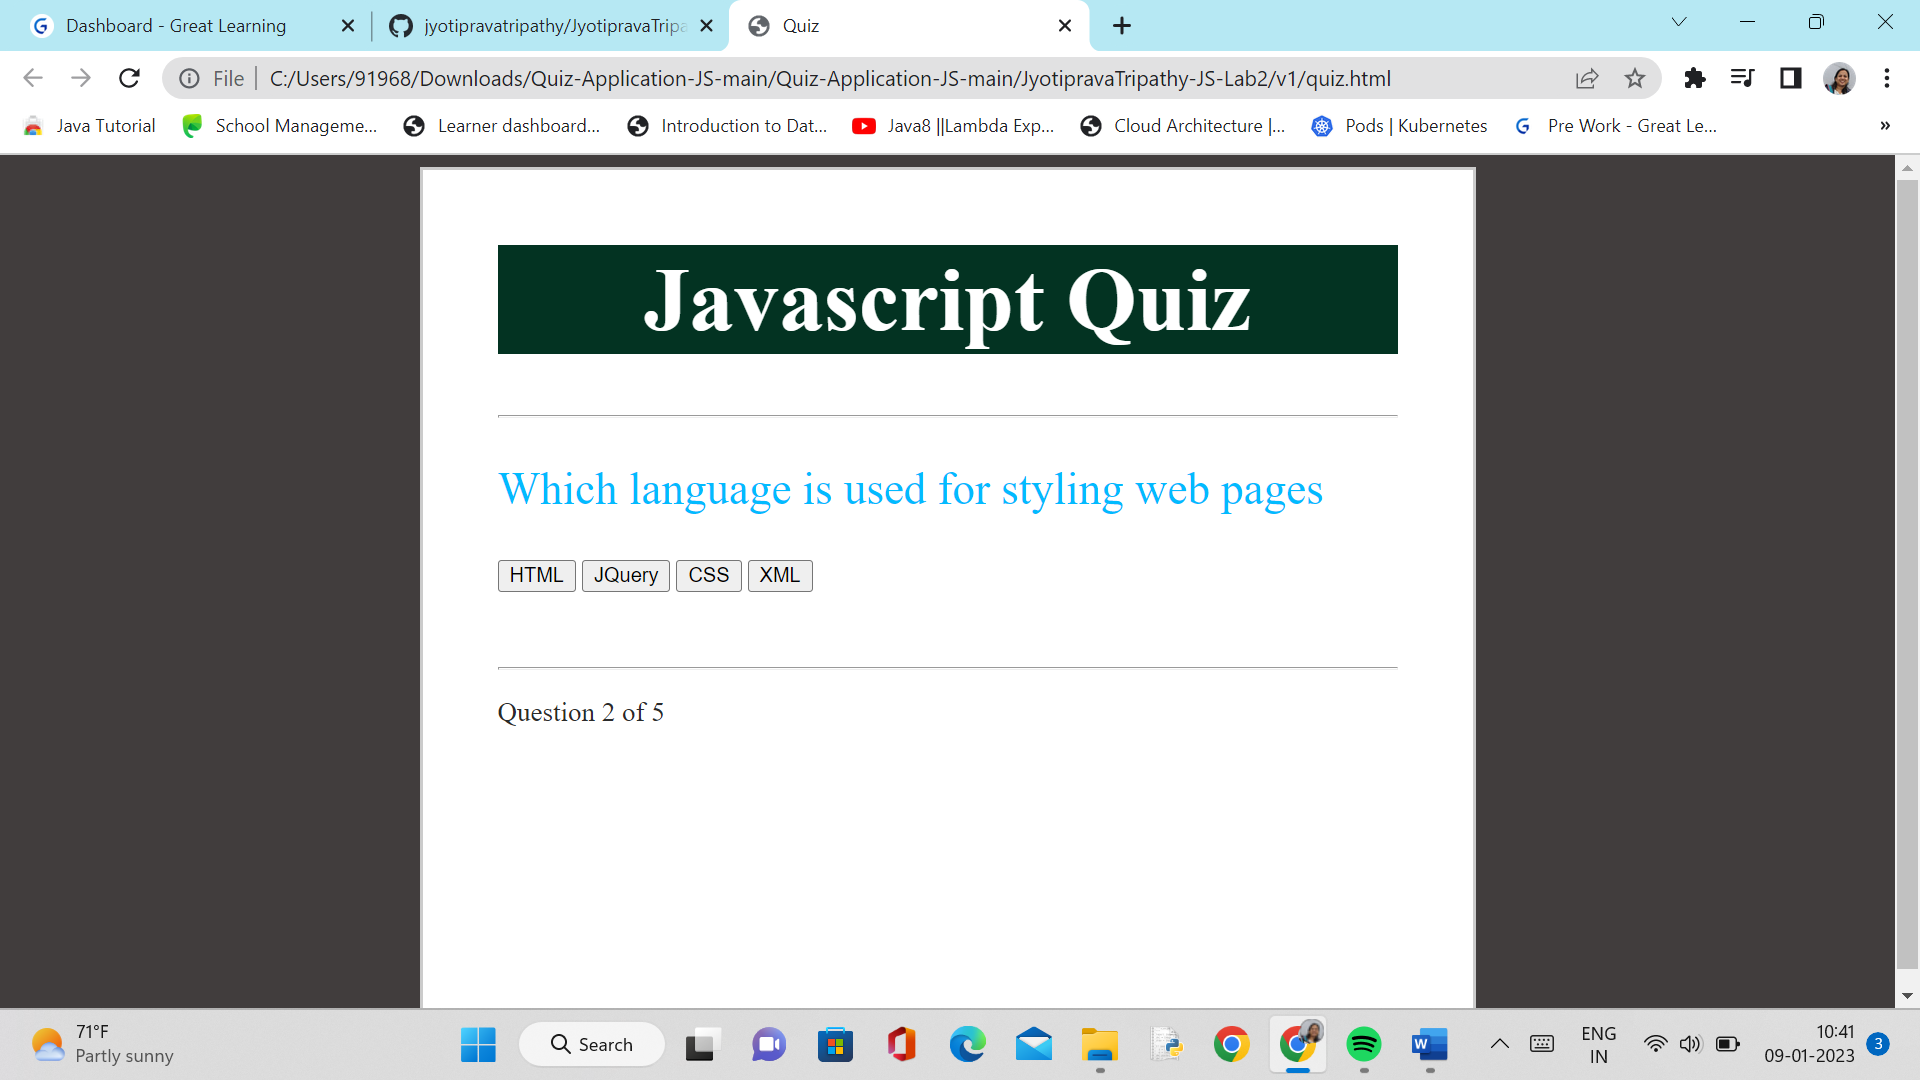 Dashboard - Great Learning
jyotipravatripathy/JyotipravaTripa
Quiz
File
C:/Users/91968/Downloads/Quiz-Application-JS-main/Quiz-Application-JS-main/JyotipravaTripathy-JS-Lab2/v1/quiz.html
Java Tutorial
School Manageme...
Learner dashboard...
Introduction to Dat...
Java8 ||Lambda Exp...
Cloud Architecture |...
Pods | Kubernetes
Pre Work - Great Le...
»
Javascript Quiz
Which language is used for styling web pages
HTML JQuery CSS XML
Question 2 of 5
71°F
Partly sunny
Search
W
ENG
IN
10:41
09-01-2023
3